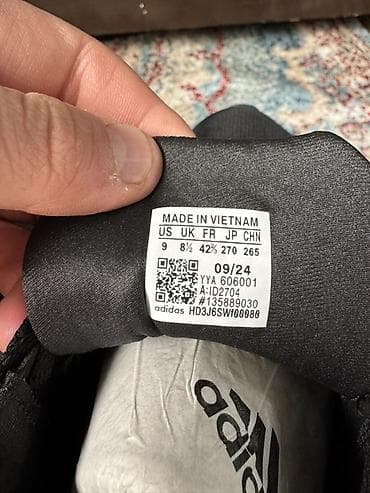 MADE IN VIETNAM
US UK FR JP CHN
9 8½ 42⅔ 270 265
09/24
YYA 606001
A:ID2704
#135889030
adidas HD3J6SWI00080
adidas